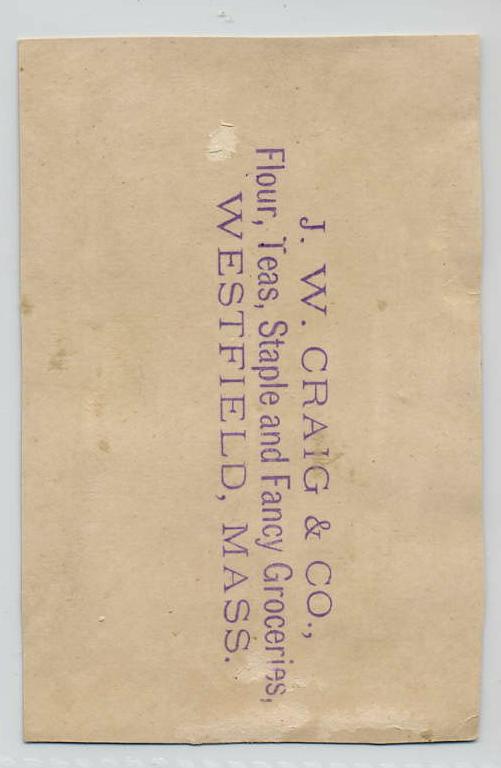 J. W. CRAIG & CO.,
Flour, Teas, Staple and Fancy Groceries,
WESTFIELD, MASS.